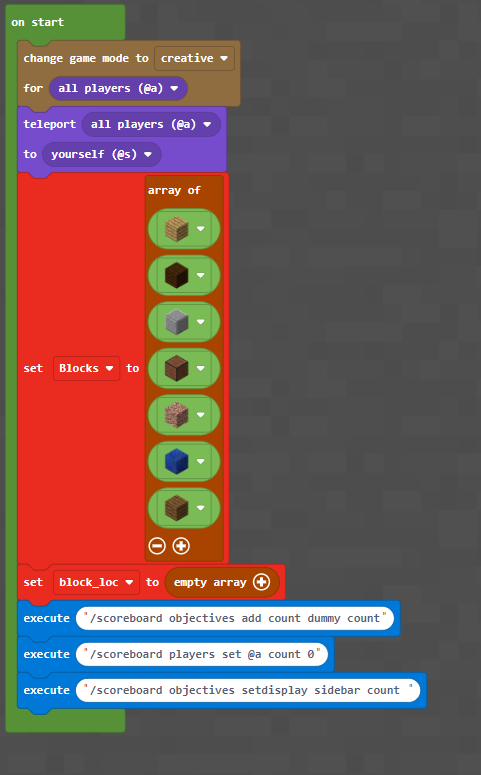 on start
change game mode to creative
for all players (@a)
teleport all players (@a)
to yourself (@s)
array of
set Blocks to
set block_loc to empty array
execute "/scoreboard objectives add count dummy count"
execute "/scoreboard players set @a count 0"
execute "/scoreboard objectives setdisplay sidebar count "